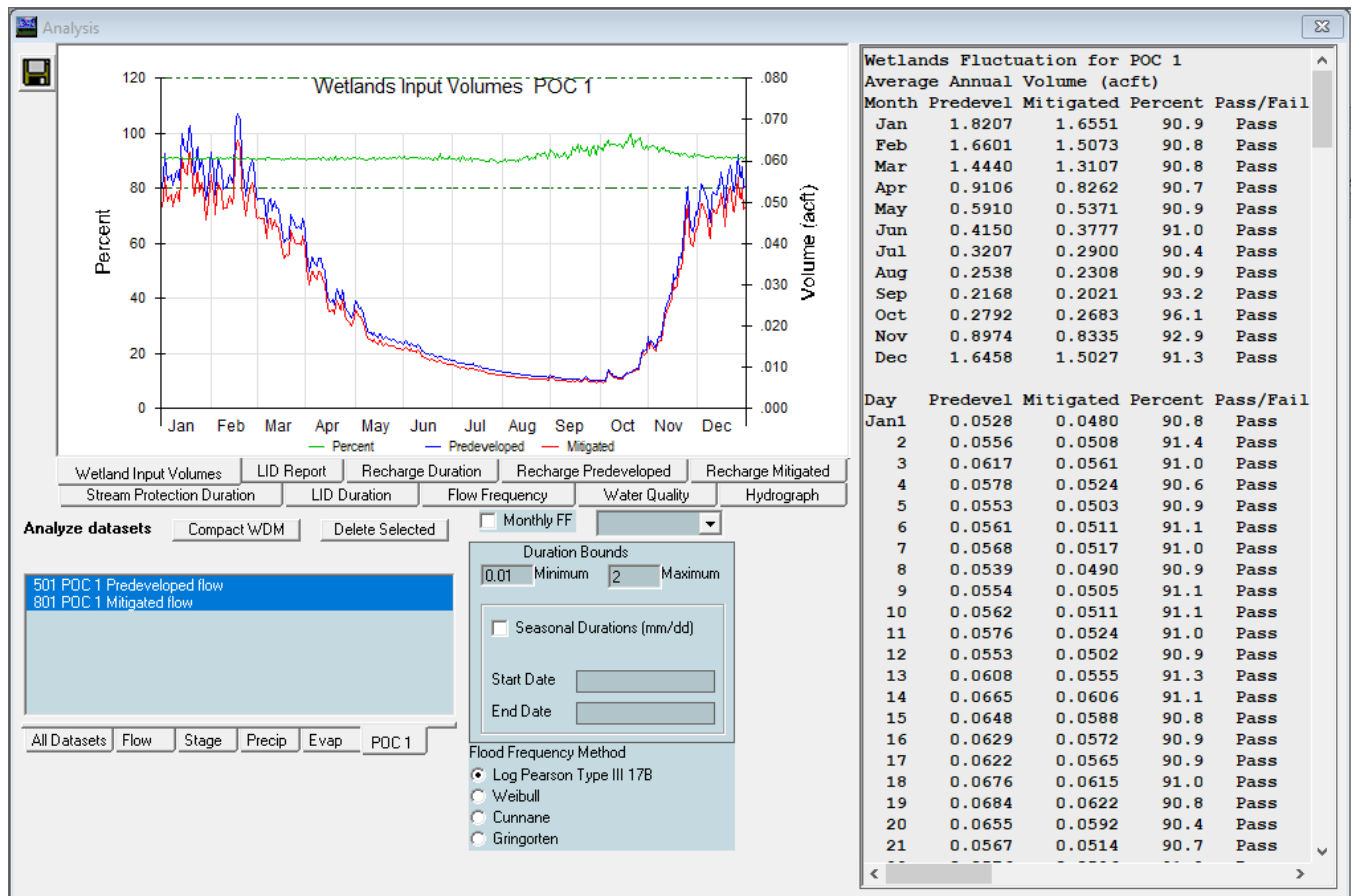 Analysis
Wetlands Input Volumes POC 1
120
100
80
60
40
20
0
Percent
.080
.070
.060
.050
.040
.030
.020
.010
.000
Volume (acft)
Jan Feb Mar Apr May Jun Jul Aug Sep Oct Nov Dec
Percent Predeveloped Mitigated
Wetland Input Volumes LID Report Recharge Duration Recharge Predeveloped Recharge Mitigated
Stream Protection Duration LID Duration Flow Frequency Water Quality Hydrograph
Analyze datasets Compact WDM Delete Selected
501 POC 1 Predeveloped flow
801 POC 1 Mitigated flow
All Datasets Flow Stage Precip Evap POC 1
Monthly FF
Duration Bounds
0.01 Minimum 2 Maximum
Seasonal Durations (mm/dd)
Start Date
End Date
Flood Frequency Method
Log Pearson Type III 17B
Weibull
Cunnane
Gringorten
Wetlands Fluctuation for POC 1
Average Annual Volume (acft)
Month Predevel Mitigated Percent Pass/Fail
Jan 1.8207 1.6551 90.9 Pass
Feb 1.6601 1.5073 90.8 Pass
Mar 1.4440 1.3107 90.8 Pass
Apr 0.9106 0.8262 90.7 Pass
May 0.5910 0.5371 90.9 Pass
Jun 0.4150 0.3777 91.0 Pass
Jul 0.3207 0.2900 90.4 Pass
Aug 0.2538 0.2308 90.9 Pass
Sep 0.2168 0.2021 93.2 Pass
Oct 0.2792 0.2683 96.1 Pass
Nov 0.8974 0.8335 92.9 Pass
Dec 1.6458 1.5027 91.3 Pass
Day Predevel Mitigated Percent Pass/Fail
Jan1 0.0528 0.0480 90.8 Pass
2 0.0556 0.0508 91.4 Pass
3 0.0617 0.0561 91.0 Pass
4 0.0578 0.0524 90.6 Pass
5 0.0553 0.0503 90.9 Pass
6 0.0561 0.0511 91.1 Pass
7 0.0568 0.0517 91.0 Pass
8 0.0539 0.0490 90.9 Pass
9 0.0554 0.0505 91.1 Pass
10 0.0562 0.0511 91.1 Pass
11 0.0576 0.0524 91.0 Pass
12 0.0553 0.0502 90.9 Pass
13 0.0608 0.0555 91.3 Pass
14 0.0665 0.0606 91.1 Pass
15 0.0648 0.0588 90.8 Pass
16 0.0629 0.0572 90.9 Pass
17 0.0622 0.0565 90.9 Pass
18 0.0676 0.0615 91.0 Pass
19 0.0684 0.0622 90.8 Pass
20 0.0655 0.0592 90.4 Pass
21 0.0567 0.0514 90.7 Pass